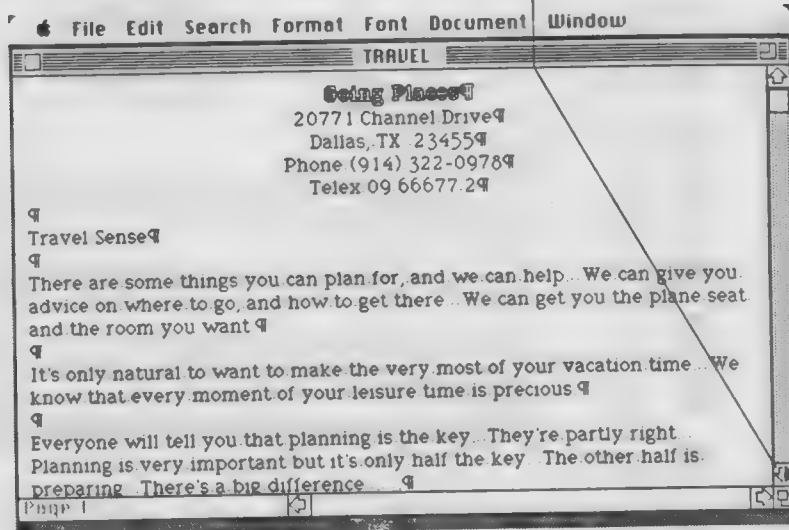 File Edit Search Format Font Document Window
TRAVEL
Going Places¶
20771 Channel Drive¶
Dallas, TX 23455¶
Phone (914) 322-0978¶
Telex 09 66677 2¶
¶
Travel Sense¶
¶
There are some things you can plan for, and we can help. We can give you
advice on where to go, and how to get there. We can get you the plane seat
and the room you want.¶
¶
It's only natural to want to make the very most of your vacation time. We
know that every moment of your leisure time is precious.¶
¶
Everyone will tell you that planning is the key. They're partly right.
Planning is very important but it's only half the key. The other half is
preparing. There's a big difference....¶
Page 1